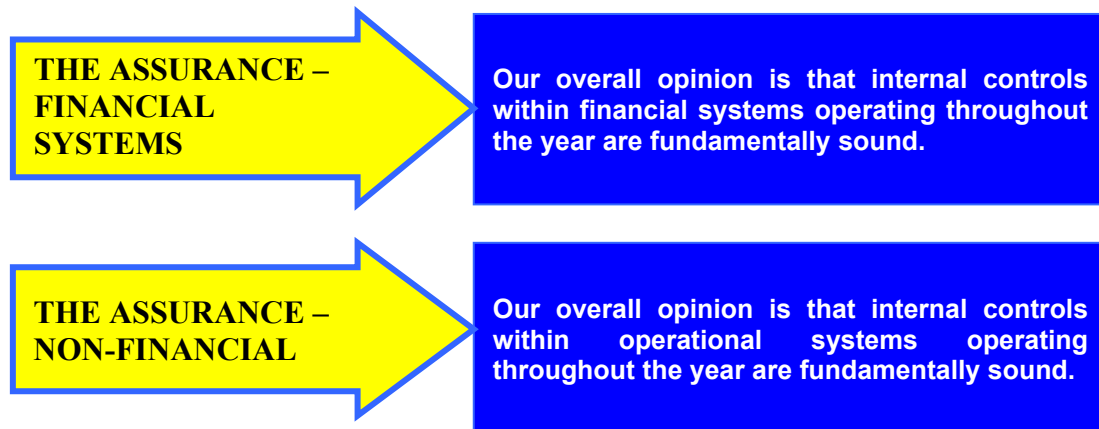 THE ASSURANCE –
FINANCIAL
SYSTEMS
Our overall opinion is that internal controls
within financial systems operating throughout
the year are fundamentally sound.
THE ASSURANCE –
NON-FINANCIAL
Our overall opinion is that internal controls
within operational systems operating
throughout the year are fundamentally sound.